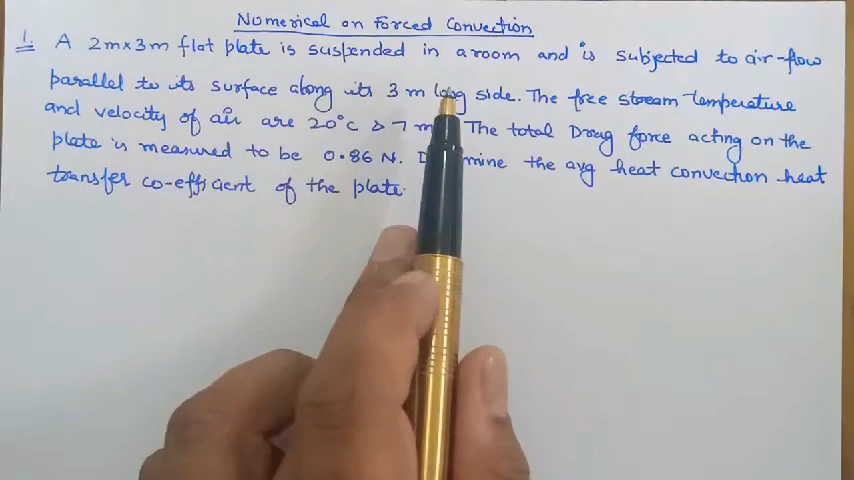 Numerical on Forced Convection
1. A 2m×3m flat plate is suspended in a room and is subjected to air-flow
parallel to its surface along its 3 m long side. The free stream temperature
and velocity of air are 20°C & 7 m The total Drag force acting on the
plate is measured to be 0.86 N. the avg heat convection heat
transfer co-efficient of the plate.